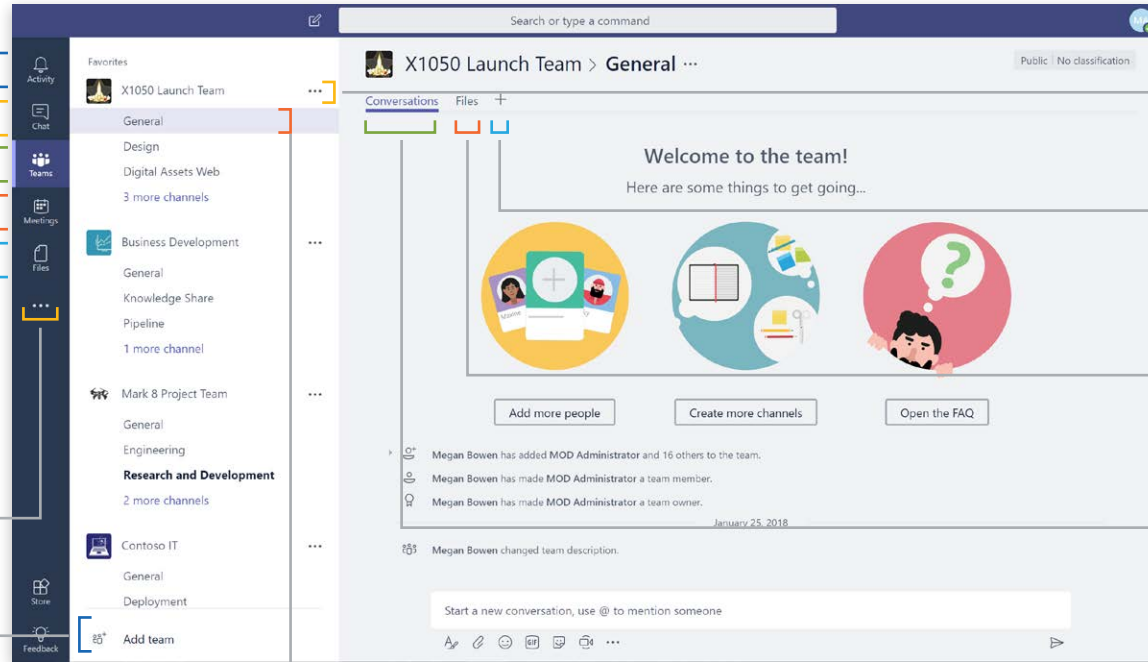 Search or type a command
MA
Activity
Chat
Teams
Meetings
Files
Store
Feedback
Favorites
X1050 Launch Team
General
Design
Digital Assets Web
3 more channels
Business Development
General
Knowledge Share
Pipeline
1 more channel
Mark 8 Project Team
General
Engineering
Research and Development
2 more channels
Contoso IT
General
Deployment
Add team
X1050 Launch Team > General ...
Public No classification
Conversations Files +
Welcome to the team!
Here are some things to get going...
Maxine
Add more people
Create more channels
Open the FAQ
Megan Bowen has added MOD Administrator and 16 others to the team.
Megan Bowen has made MOD Administrator a team member.
Megan Bowen has made MOD Administrator a team owner.
January 25, 2018
Megan Bowen changed team description.
Start a new conversation, use @ to mention someone
GIF